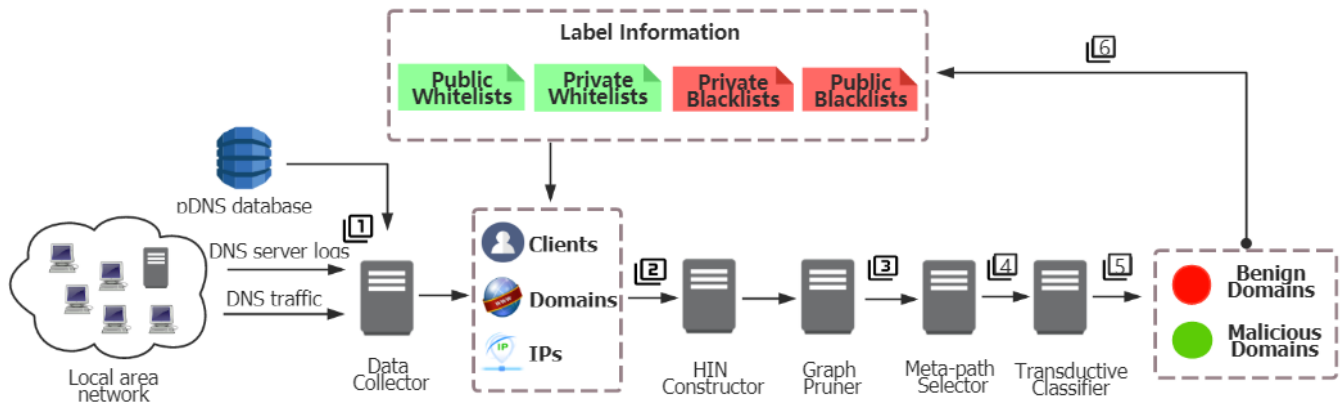 Label Information
Public
Whitelists
Private
Whitelists
Private
Blacklists
Public
Blacklists
6
pDNS database
1
DNS server logs
DNS traffic
Local area
network
Data
Collector
Clients
WWW
Domains
IP
IPs
2
HIN
Constructor
Graph
Pruner
3
Meta-path
Selector
4
Transductive
Classifier
5
Benign
Domains
Malicious
Domains